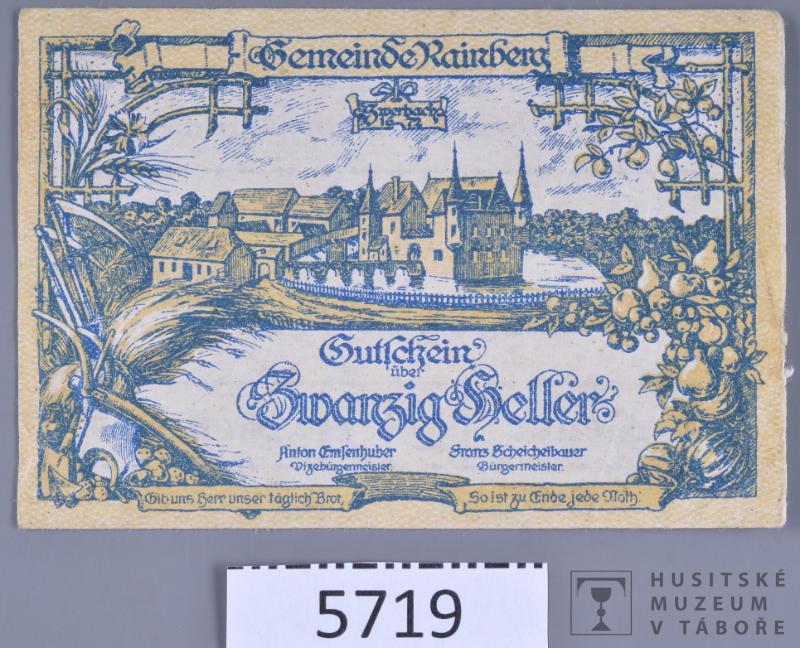 Gemeinde Rainberg
Gutschein
über
Zwanzig Heller
Anton Emsenhuber
Vizebürgermeister.
Franz Scheichelbauer
Bürgermeister.
Gib uns Herr unser täglich Brot,
So ist zu Ende jede Noth.
5719
HUSITSKÉ
MUZEUM
V TÁBOŘE